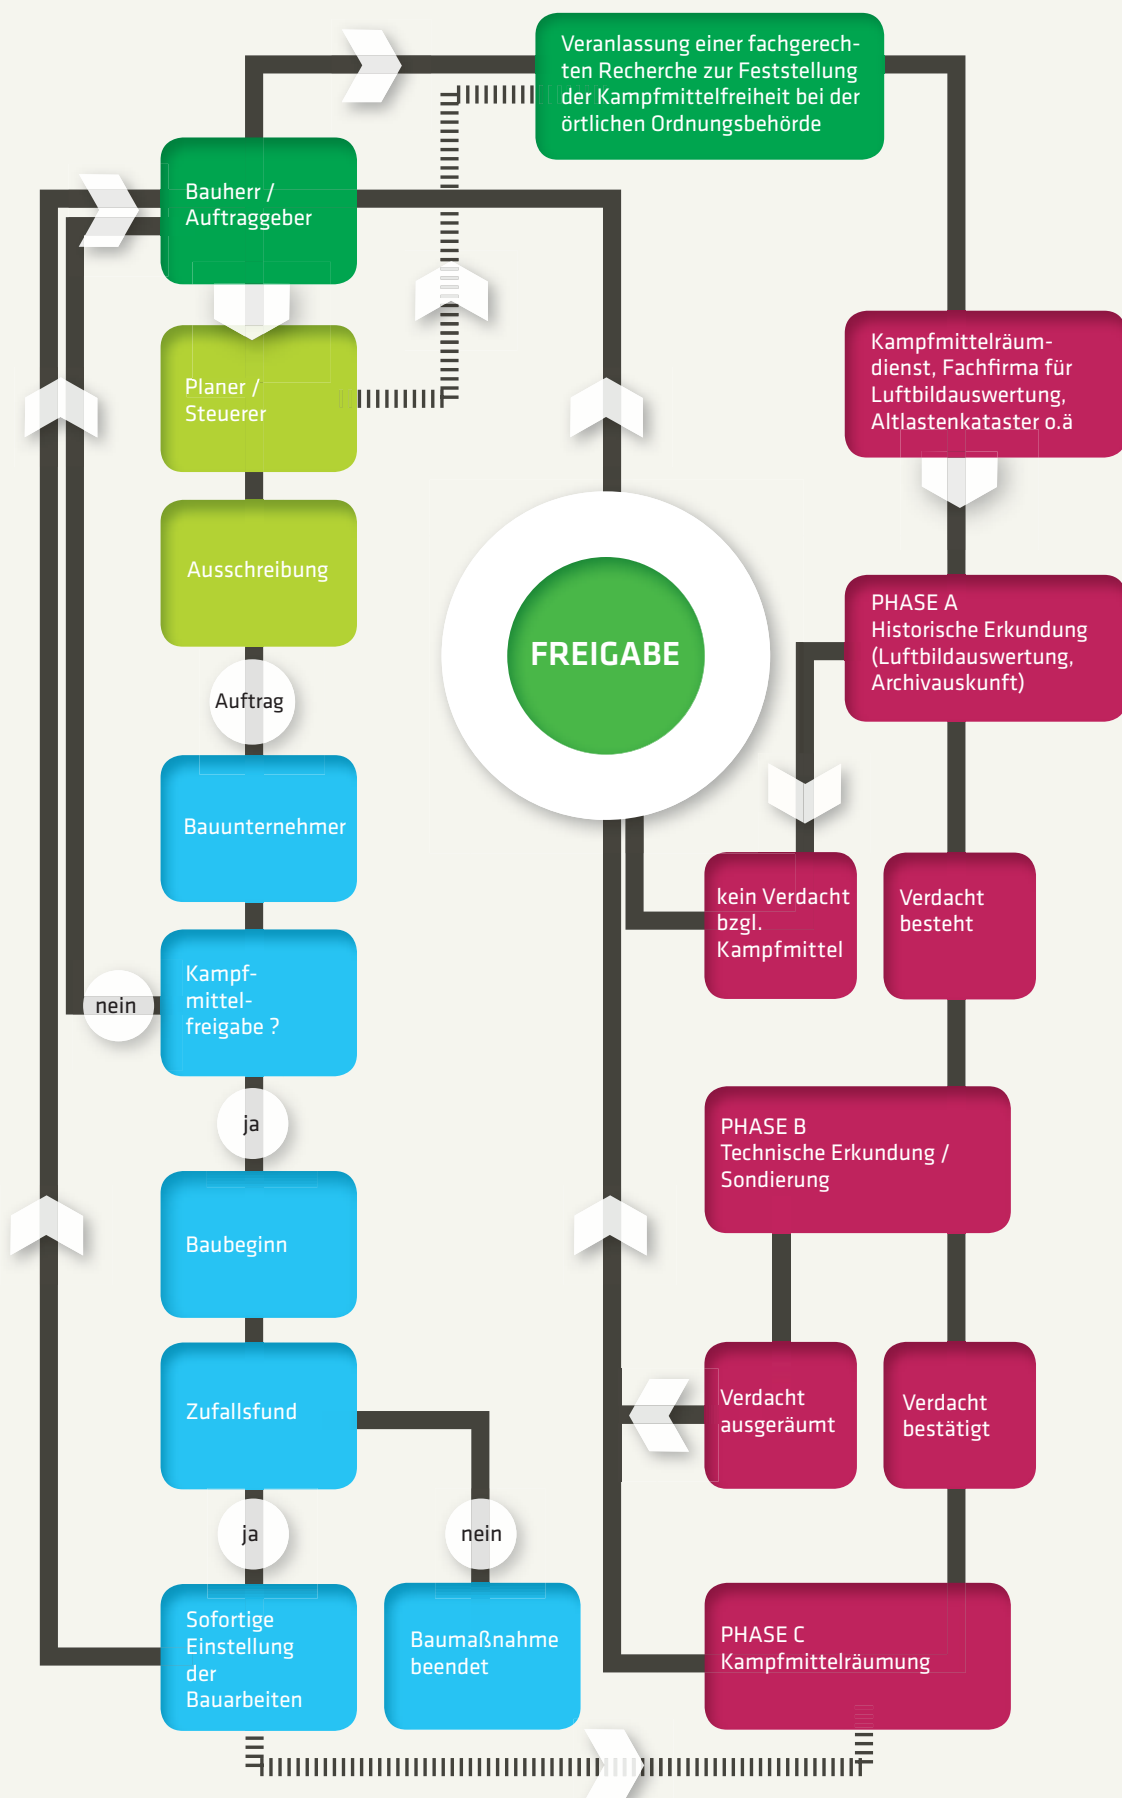 Veranlassung einer fachgerech-
ten Recherche zur Feststellung
der Kampfmittelfreiheit bei der
örtlichen Ordnungsbehörde
Bauherr /
Auftraggeber
Planer /
Steuerer
Kampfmittelräum-
dienst, Fachfirma für
Luftbildauswertung,
Altlastenkataster o.ä
Ausschreibung
FREIGABE
PHASE A
Historische Erkundung
(Luftbildauswertung,
Archivauskunft)
Auftrag
Bauunternehmer
kein Verdacht
bzgl.
Kampfmittel
Verdacht
besteht
Kampf-
mittel-
freigabe ?
nein
ja
PHASE B
Technische Erkundung /
Sondierung
Baubeginn
Zufallsfund
Verdacht
ausgeräumt
Verdacht
bestätigt
ja
nein
Sofortige
Einstellung
der
Bauarbeiten
Baumaßnahme
beendet
PHASE C
Kampfmittelräumung